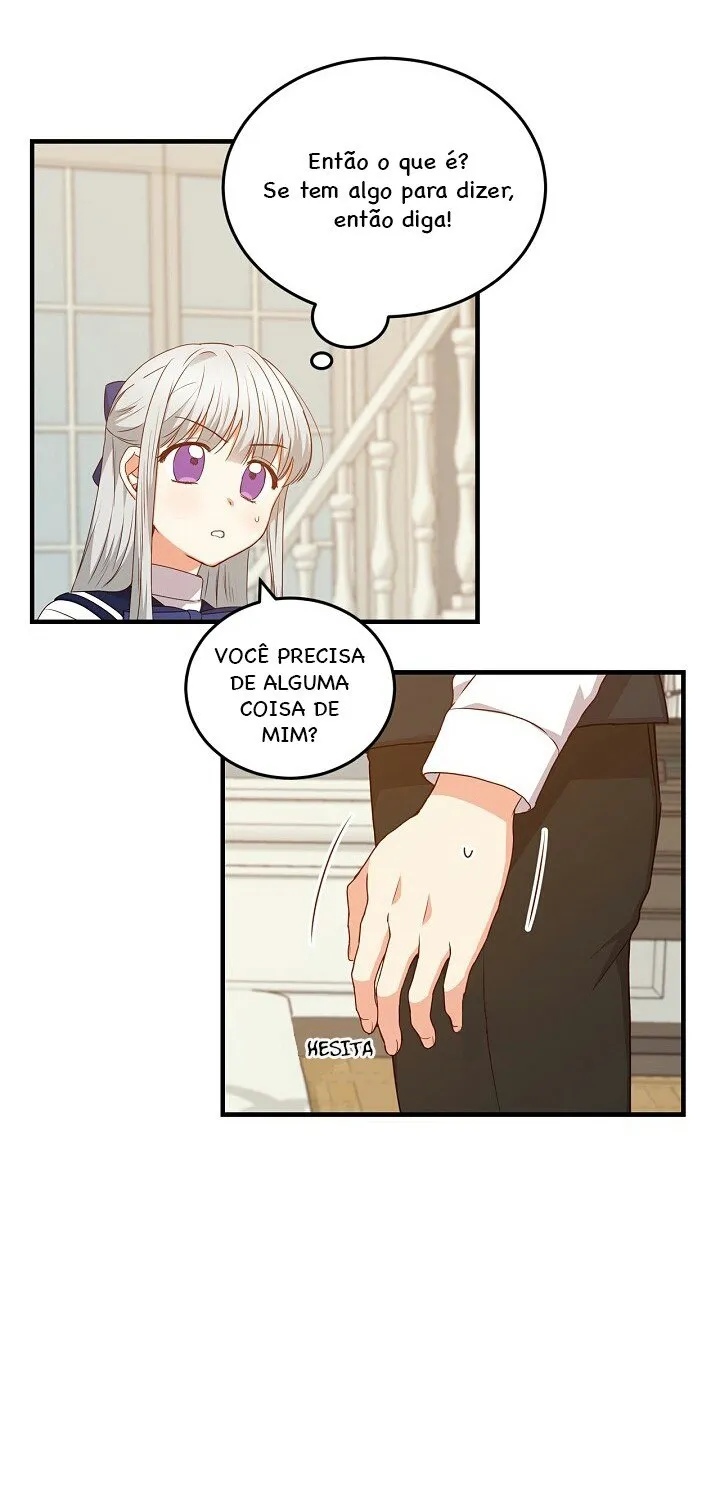 Então o que é?
Se tem algo para dizer,
então diga!
VOCÊ PRECISA
DE ALGUMA
COISA DE
MIM?
HESITA